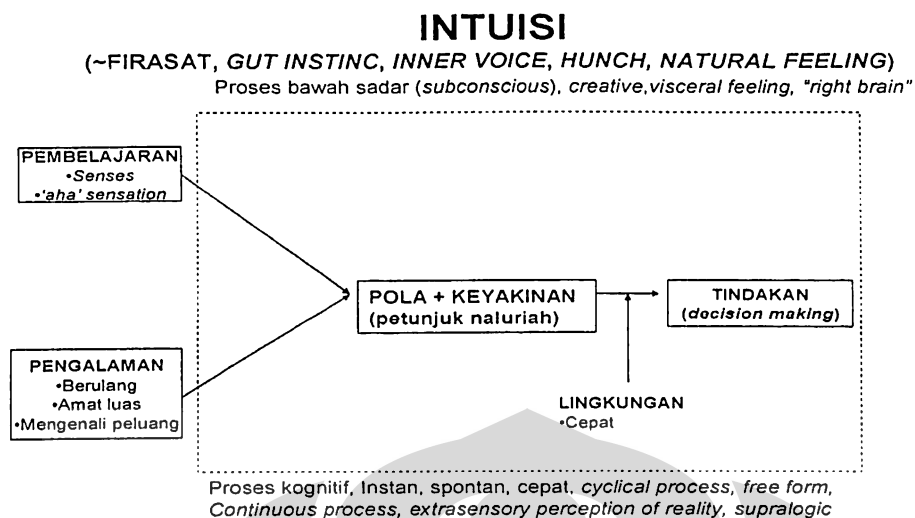 INTUISI
(~FIRASAT, GUT INSTINC, INNER VOICE, HUNCH, NATURAL FEELING)
Proses bawah sadar (subconscious), creative,visceral feeling, "right brain"
PEMBELAJARAN
•Senses
•'aha' sensation
POLA + KEYAKINAN
(petunjuk naluriah)
TINDAKAN
(decision making)
PENGALAMAN
•Berulang
•Amat luas
•Mengenali peluang
LINGKUNGAN
•Cepat
Proses kognitif, Instan, spontan, cepat, cyclical process, free form,
Continuous process, extrasensory perception of reality, supralogic